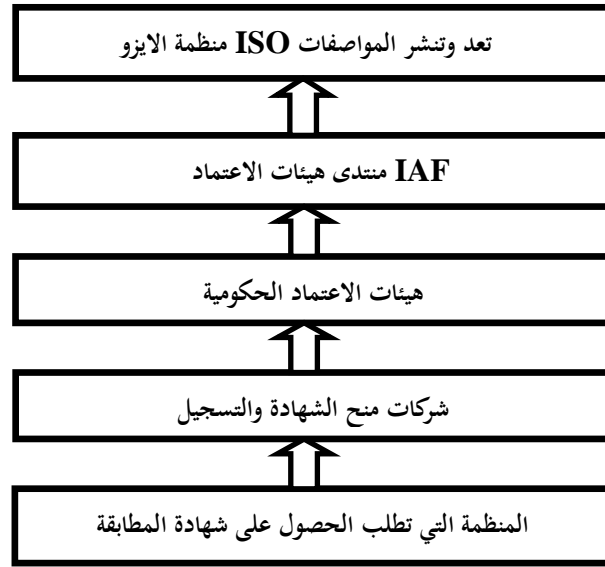 تعد وتنشر المواصفات ISO منظمة الايزو
IAF منتدى هيئات الاعتماد
هيئات الاعتماد الحكومية
شركات منح الشهادة والتسجيل
المنظمة التي تطلب الحصول على شهادة المطابقة